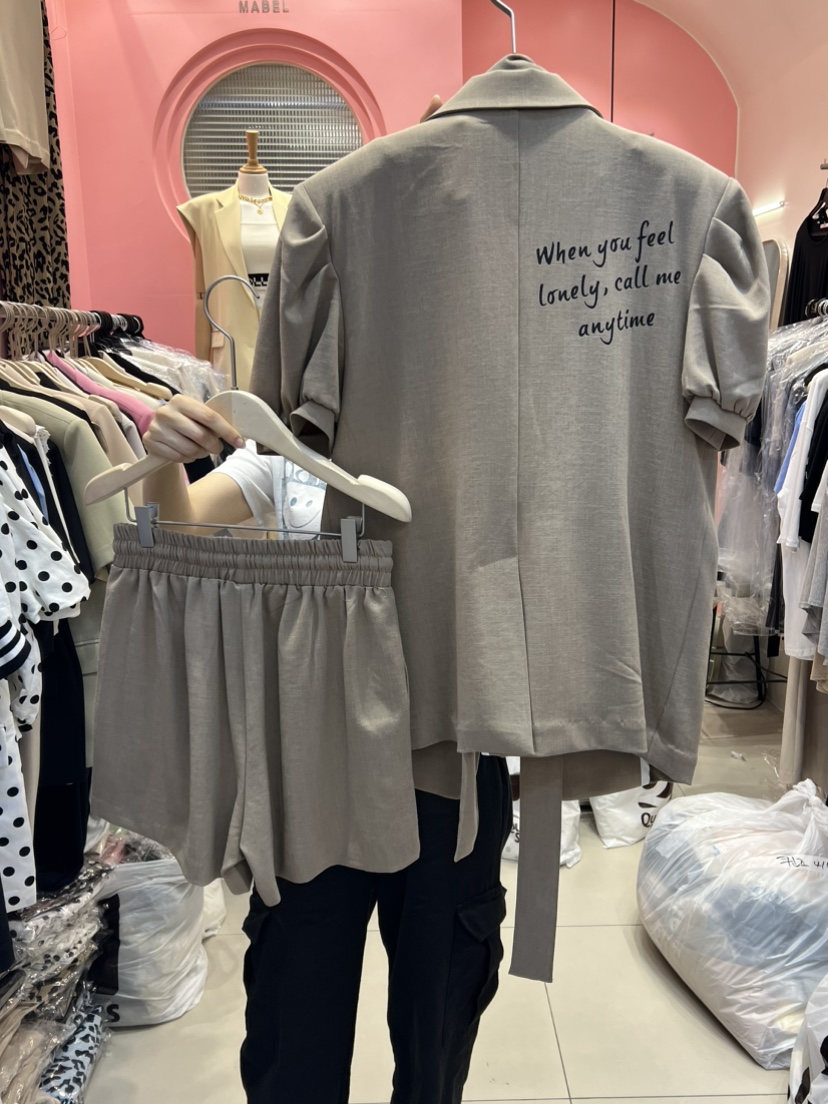 MABEL
When you feel
lonely, call me
anytime